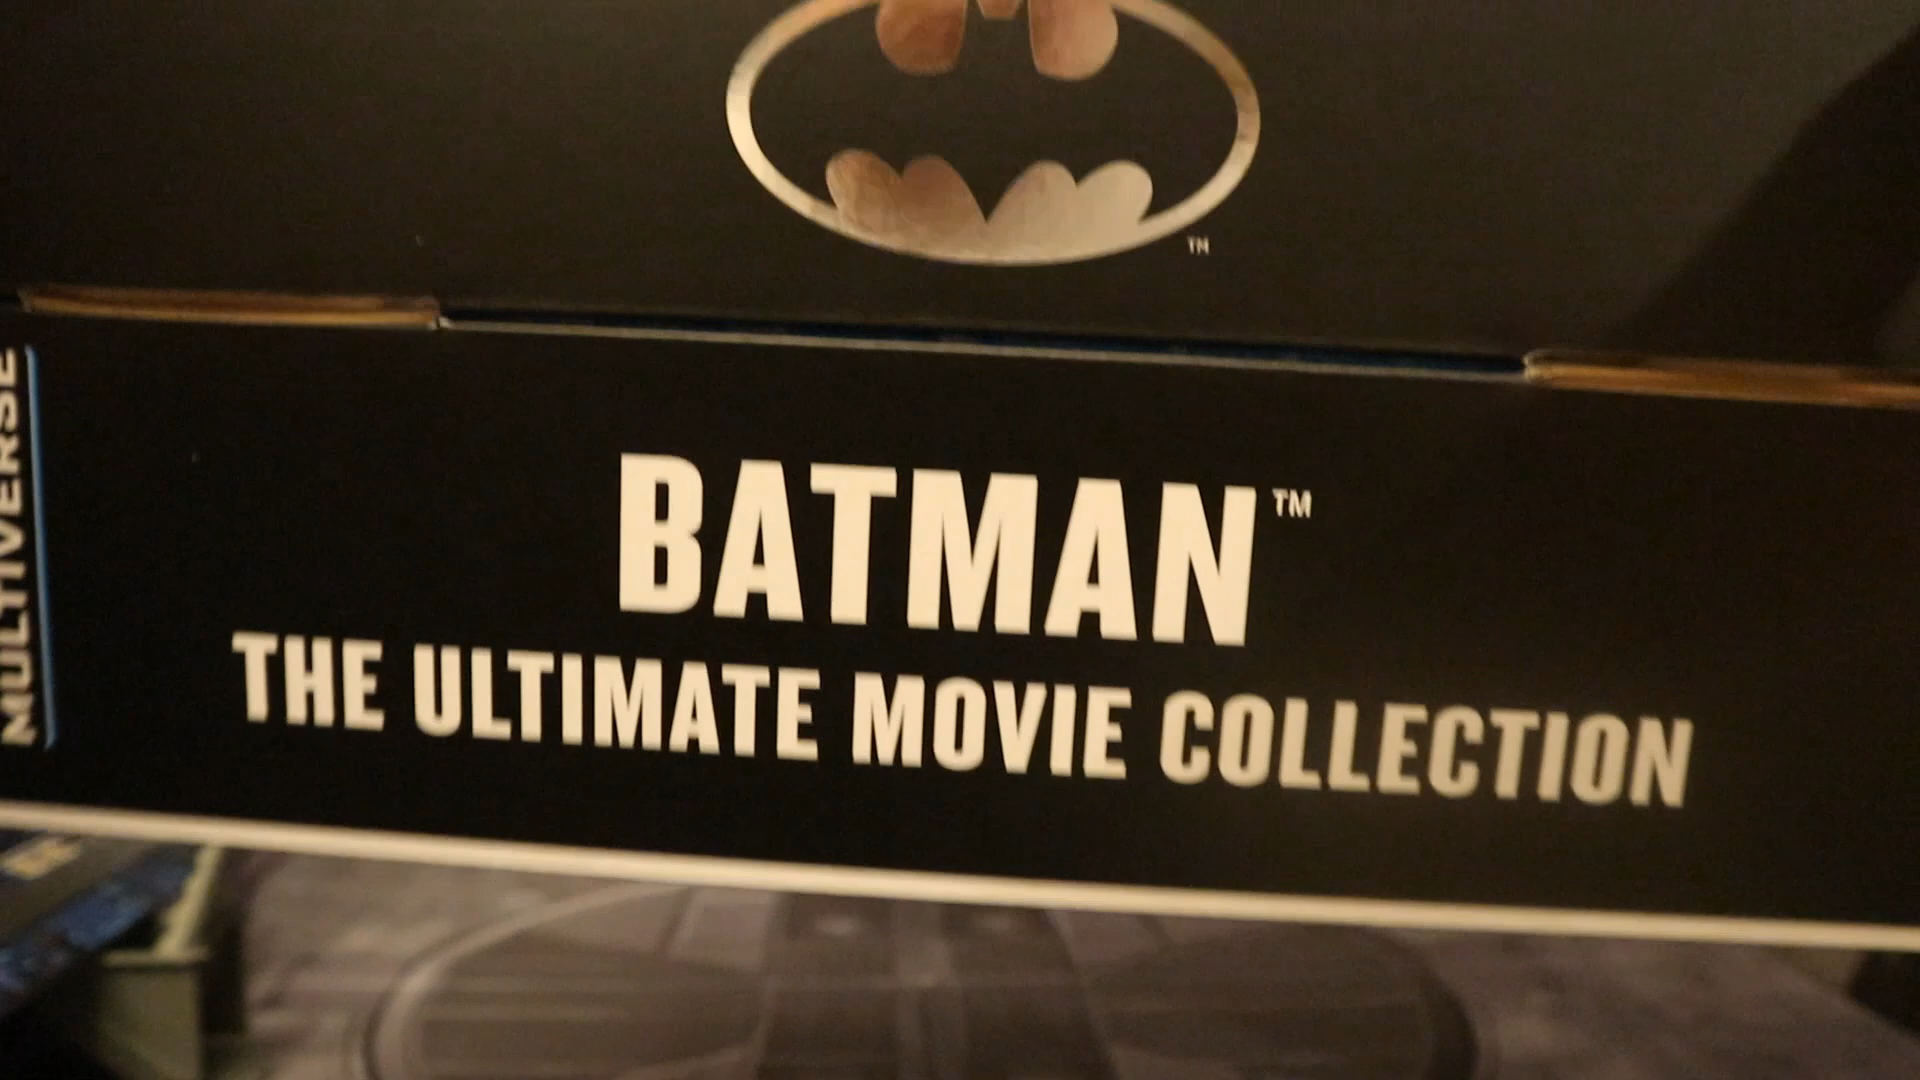 TM
MULTIVERSE
BATMAN™
THE ULTIMATE MOVIE COLLECTION